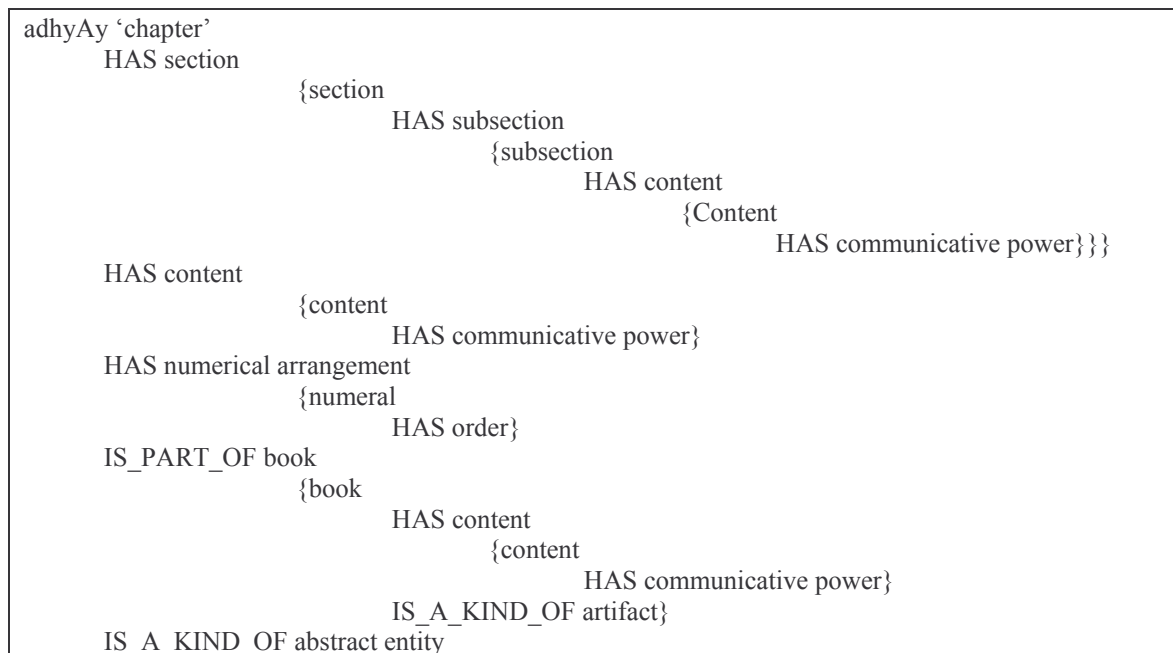 adhyAy ‘chapter’
HAS section
{section
HAS subsection
{subsection
HAS content
{Content
HAS communicative power}}}
HAS content
{content
HAS communicative power}
HAS numerical arrangement
{numeral
HAS order}
IS_PART_OF book
{book
HAS content
{content
HAS communicative power}
IS_A_KIND_OF artifact}
IS_A_KIND_OF abstract entity